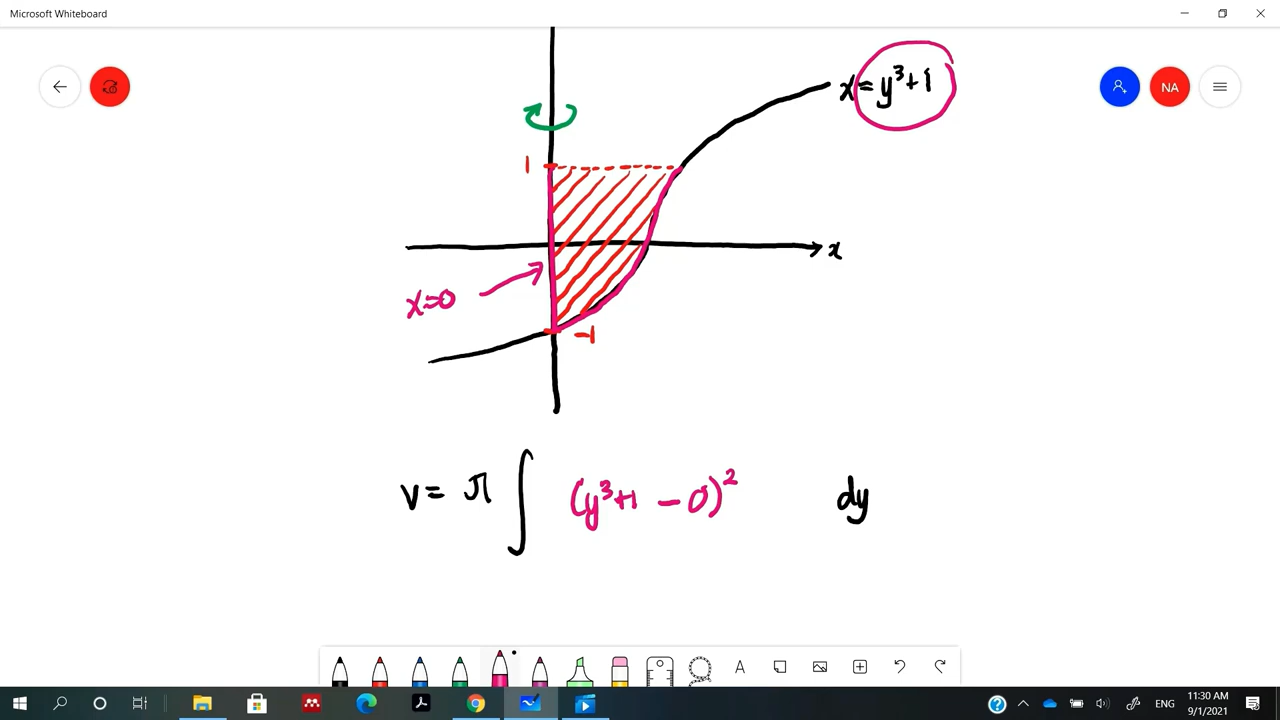 Microsoft Whiteboard
NA
x = y³+1
1
x
x=0
-1
V = π ∫ (y³+1 - 0)² dy
A
ENG
11:30 AM
9/1/2021